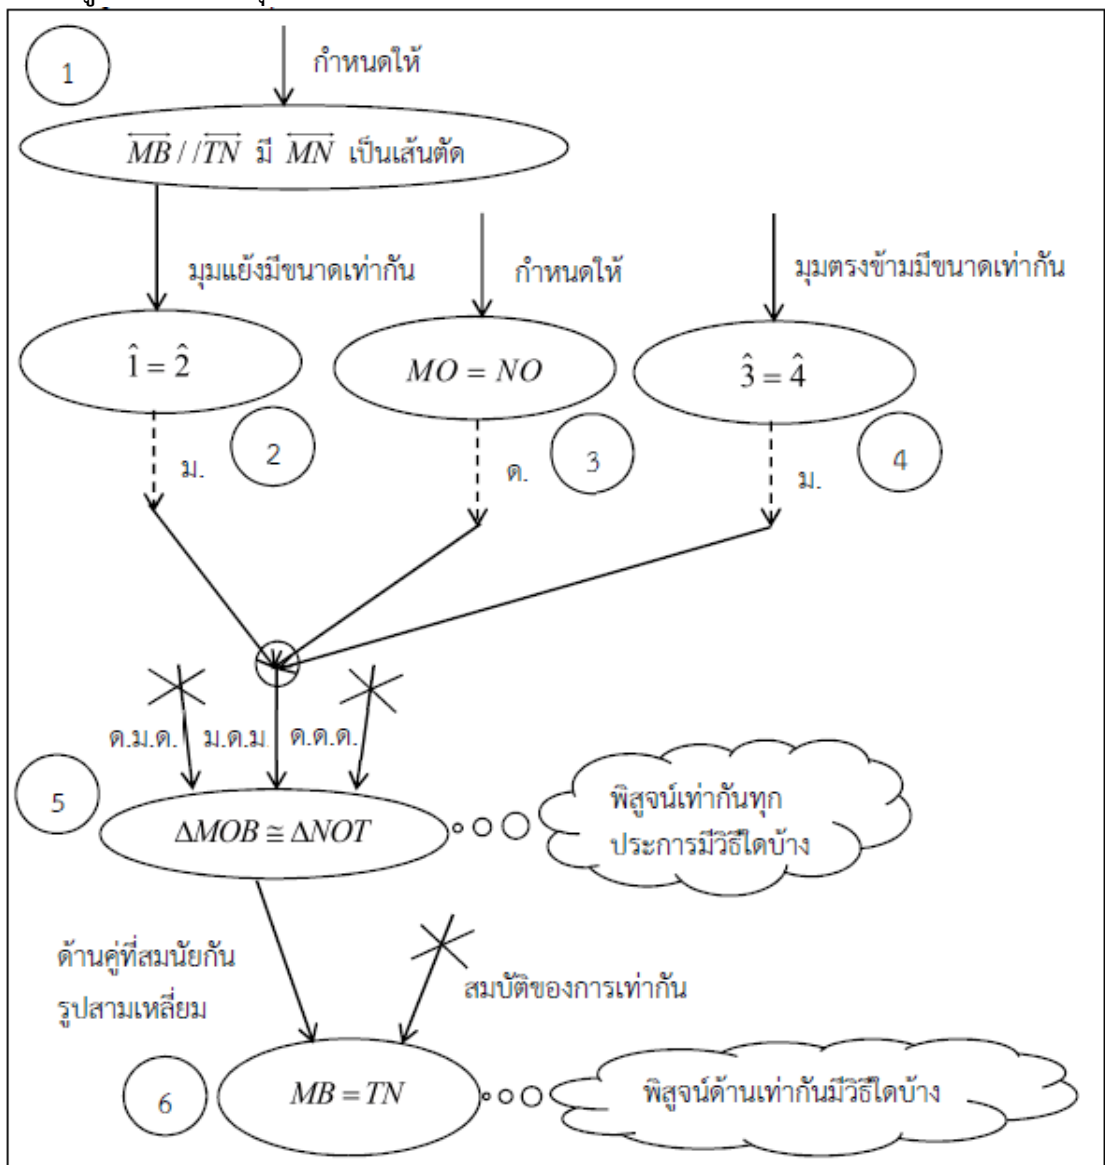 1
กำหนดให้
MB//TN มี MN เป็นเส้นตัด
มุมแย้งมีขนาดเท่ากัน
กำหนดให้
มุมตรงข้ามมีขนาดเท่ากัน
1̂ = 2̂
MO = NO
3̂ = 4̂
2
3
4
ม.
ด.
ม.
ด.ม.ด.
ม.ด.ม.
ด.ด.ด.
5
ΔMOB ≅ ΔNOT
พิสูจน์เท่ากันทุก
ประการมีวิธีใดบ้าง
ด้านคู่ที่สมนัยกัน
รูปสามเหลี่ยม
สมบัติของการเท่ากัน
6
MB = TN
พิสูจน์ด้านเท่ากันมีวิธีใดบ้าง